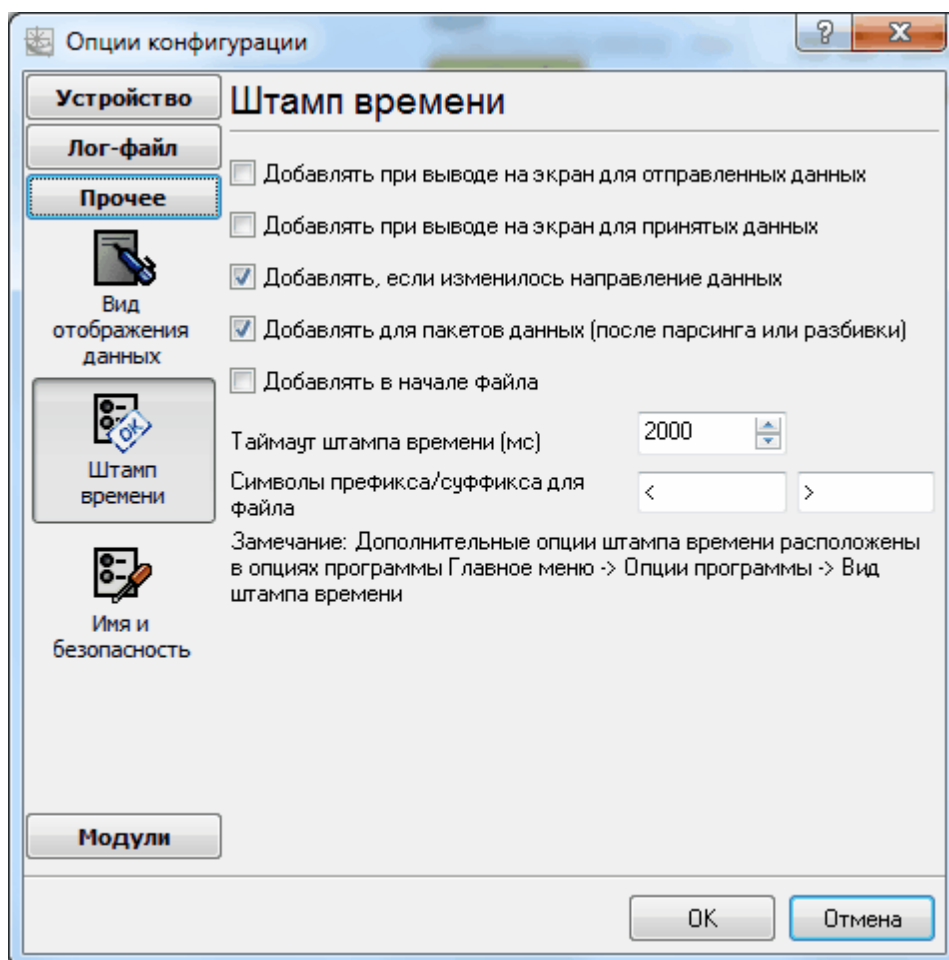 Опции конфигурации
?
Устройство
Лог-файл
Прочее
Вид
отображения
данных
OK
Штамп
времени
Имя и
безопасность
Модули
Штамп времени
Добавлять при выводе на экран для отправленных данных
Добавлять при выводе на экран для принятых данных
Добавлять, если изменилось направление данных
Добавлять для пакетов данных (после парсинга или разбивки)
Добавлять в начале файла
Таймаут штампа времени (мс) 2000
Символы префикса/суффикса для
файла < >
Замечание: Дополнительные опции штампа времени расположены
в опциях программы Главное меню -> Опции программы -> Вид
штампа времени
OK Отмена